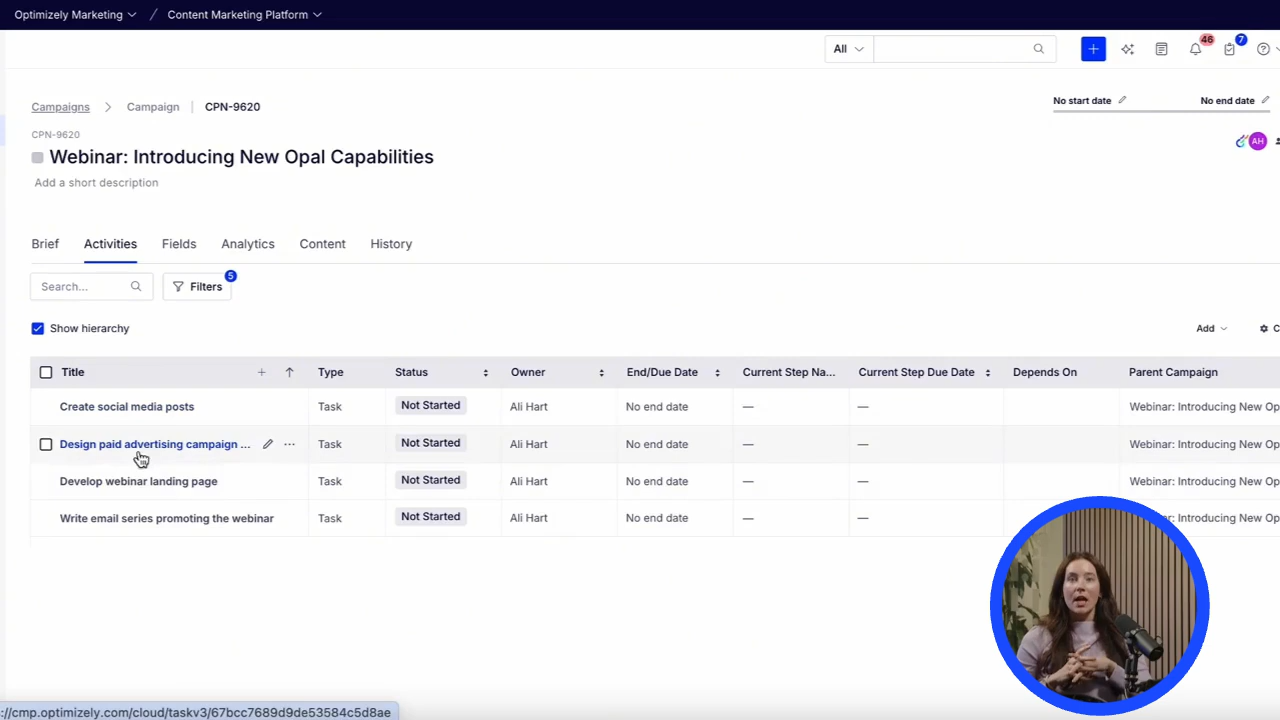 Optimizely Marketing / Content Marketing Platform
All
46
7
Campaigns > Campaign | CPN-9620
No start date
No end date
CPN-9620
AH
Webinar: Introducing New Opal Capabilities
Add a short description
Brief Activities Fields Analytics Content History
Search...
Filters
5
Show hierarchy
Add
C
Title Type Status Owner End/Due Date Current Step Na... Current Step Due Date Depends On Parent Campaign
Create social media posts Task Not Started Ali Hart No end date — — Webinar: Introducing New Op
Design paid advertising campaign ... Task Not Started Ali Hart No end date — — Webinar: Introducing New Op
Develop webinar landing page Task Not Started Ali Hart No end date — — Webinar: Introducing New Op
Write email series promoting the webinar Task Not Started Ali Hart No end date — — Introducing New Op
://cmp.optimizely.com/cloud/taskv3/67bcc7689d9de53584c5d8ae